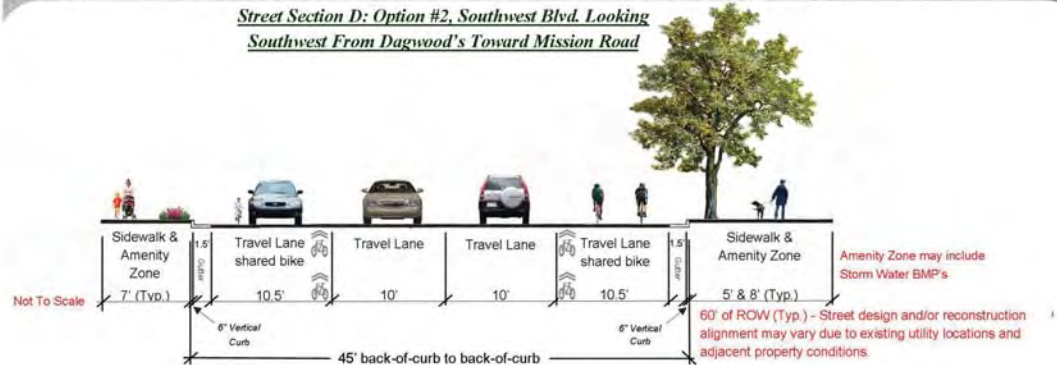 Street Section D: Option #2, Southwest Blvd. Looking
Southwest From Dagwood's Toward Mission Road
Sidewalk &
Amenity
Zone
7' (Typ.)
1.5'
Gutter
Travel Lane
shared bike
10.5'
Travel Lane
10'
Travel Lane
10'
Travel Lane
shared bike
10.5'
1.5'
Gutter
Sidewalk &
Amenity Zone
5' & 8' (Typ.)
Amenity Zone may include
Storm Water BMP's
Not To Scale
6" Vertical
Curb
6" Vertical
Curb
45' back-of-curb to back-of-curb
60' of ROW (Typ.) - Street design and/or reconstruction
alignment may vary due to existing utility locations and
adjacent property conditions.